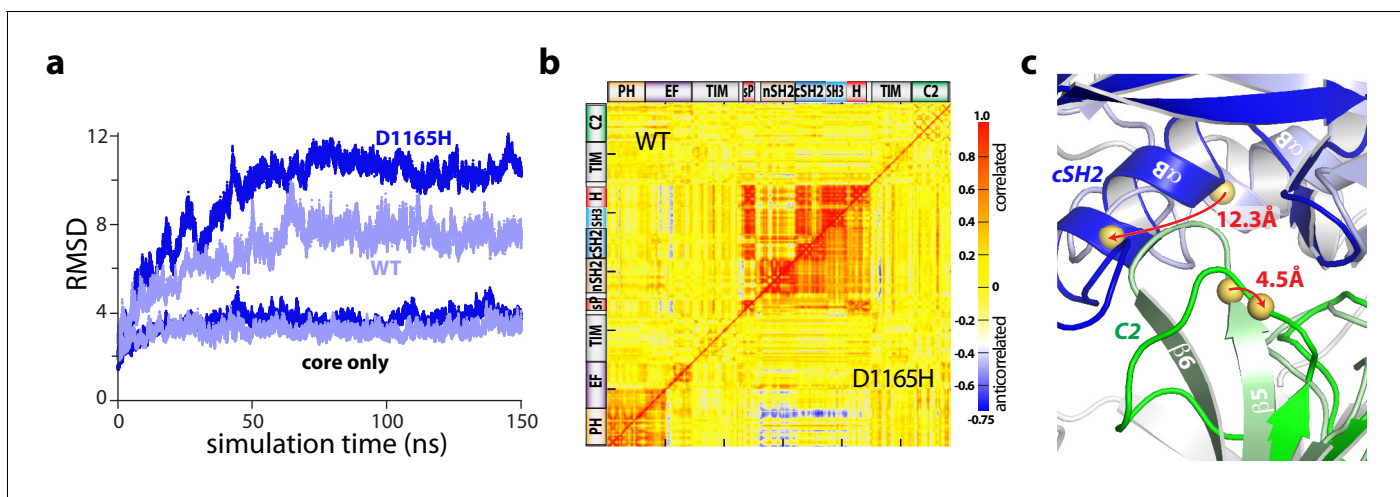 a
b
c
12
8
4
0
RMSD
D1165H
WT
core only
0
50
100
150
simulation time (ns)
PH EF TIM sP nSH2 cSH2 SH3 H TIM C2
C2
TIM
H
SH3
cSH2
nSH2
sP
TIM
EF
PH
WT
D1165H
1.0
0.8
0.6
0.4
0.2
0
-0.2
-0.4
-0.6
-0.75
correlated
anticorrelated
cSH2
αB
αB
12.3Å
4.5Å
C2
β6
β5